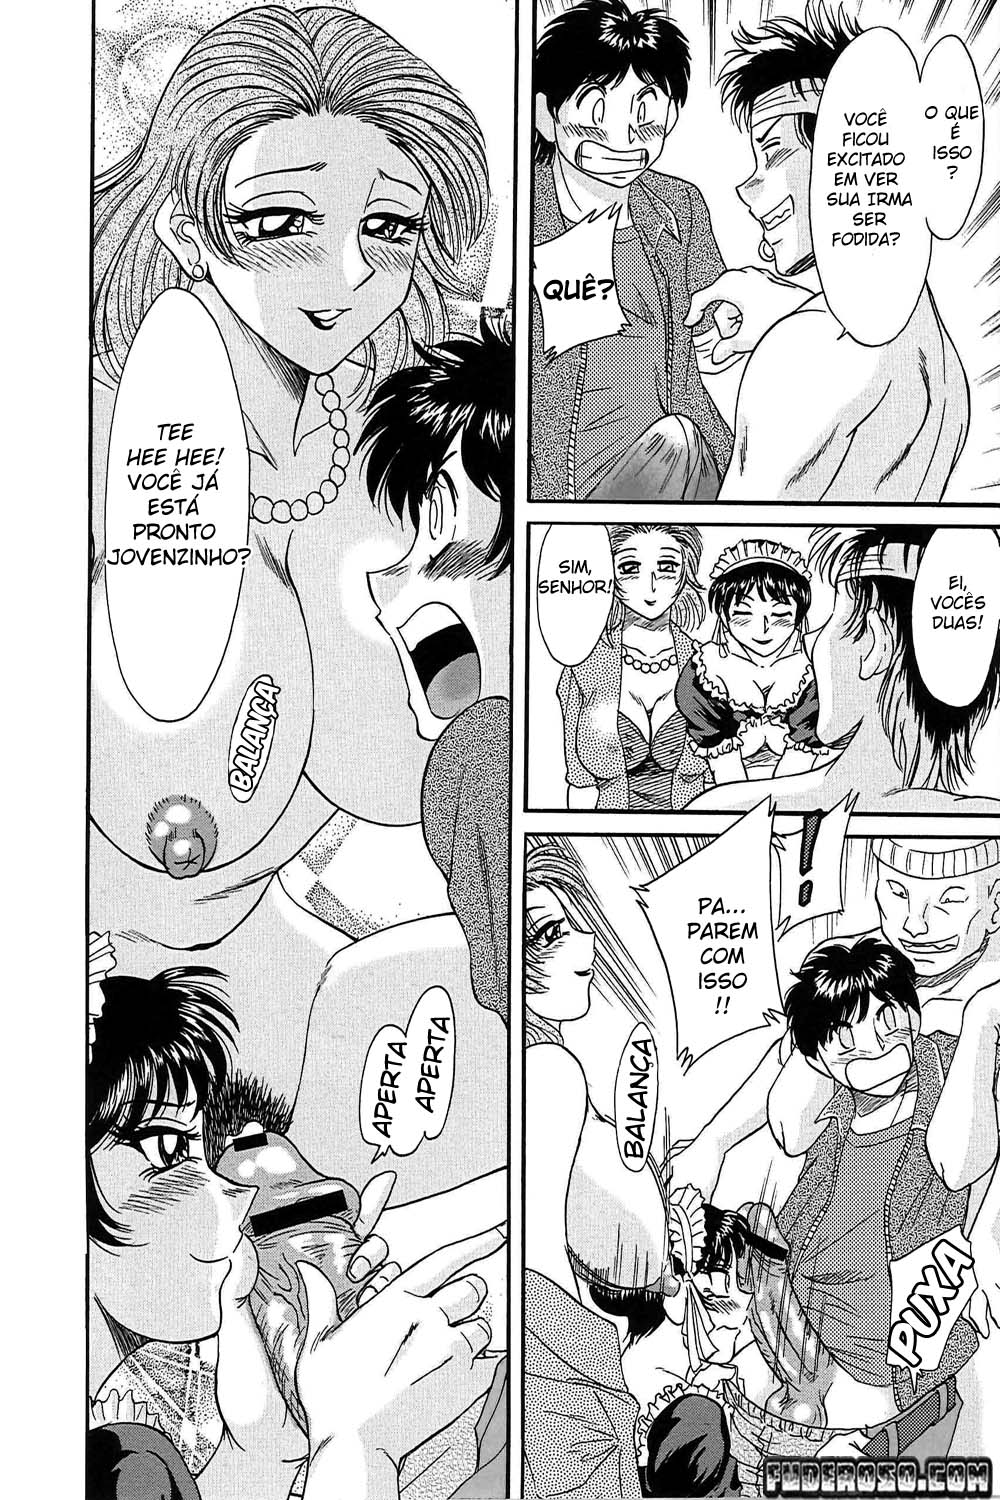 O QUE
É
ISSO
?
VOCÊ
FICOU
EXCITADO
EM VER
SUA IRMA
SER
FODIDA?
QUÊ?
EI,
VOCÊS
DUAS!
SIM,
SENHOR!
!
PA...
PAREM
COM
ISSO
!!
BALANÇA
PUXA
TEE
HEE HEE!
VOCÊ JÁ
ESTÁ
PRONTO
JOVENZINHO?
BALANÇA
APERTA
APERTA
FUDEROSO.COM